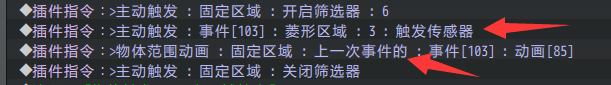 ◆插件指令：>主动触发 : 固定区域 : 开启筛选器 : 6
◆插件指令：>主动触发 : 事件[103] : 菱形区域 : 3 : 触发传感器
◆插件指令：>物体范围动画 : 固定区域 : 上一次事件的 : 事件[103] : 动画[85]
◆插件指令：>主动触发 : 固定区域 : 关闭筛选器